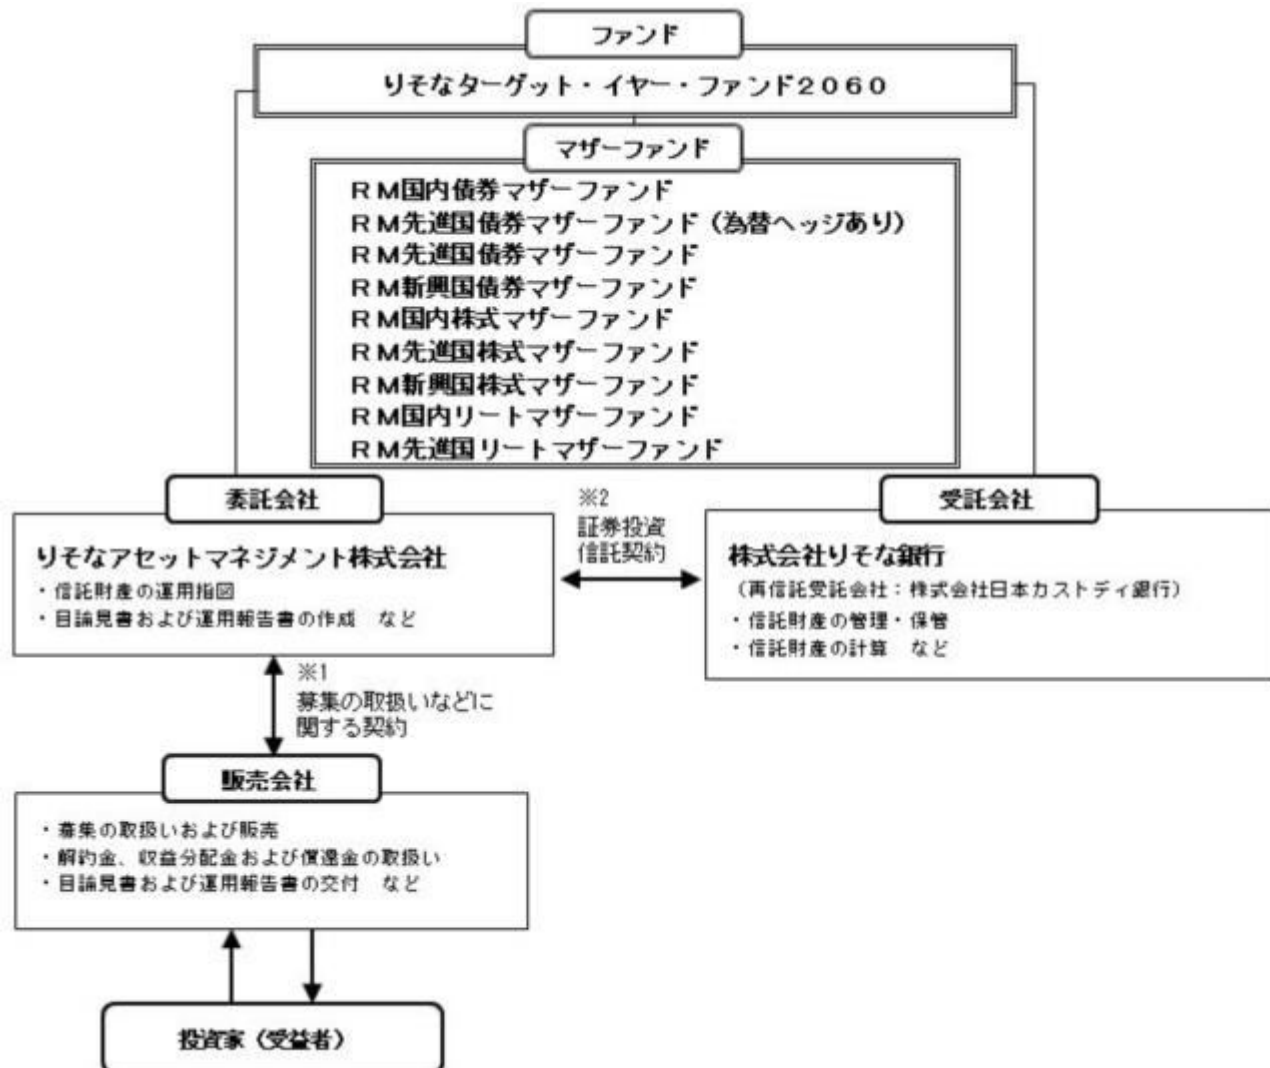 ファンド
りそなターゲット・イヤー・ファンド2060
マザーファンド
RM国内債券マザーファンド
RM先進国債券マザーファンド(為替ヘッジあり)
RM先進国債券マザーファンド
RM新興国債券マザーファンド
RM国内株式マザーファンド
RM先進国株式マザーファンド
RM新興国株式マザーファンド
RM国内リートマザーファンド
RM先進国リートマザーファンド
委託会社
りそなアセットマネジメント株式会社
・信託財産の運用指図
・目論見書および運用報告書の作成 など
※2
証券投資
信託契約
受託会社
株式会社りそな銀行
(再信託受託会社:株式会社日本カストディ銀行)
・信託財産の管理・保管
・信託財産の計算 など
※1
募集の取扱いなどに
関する契約
販売会社
・募集の取扱いおよび販売
・解約金、収益分配金および償還金の取扱い
・目論見書および運用報告書の交付 など
投資家(受益者)